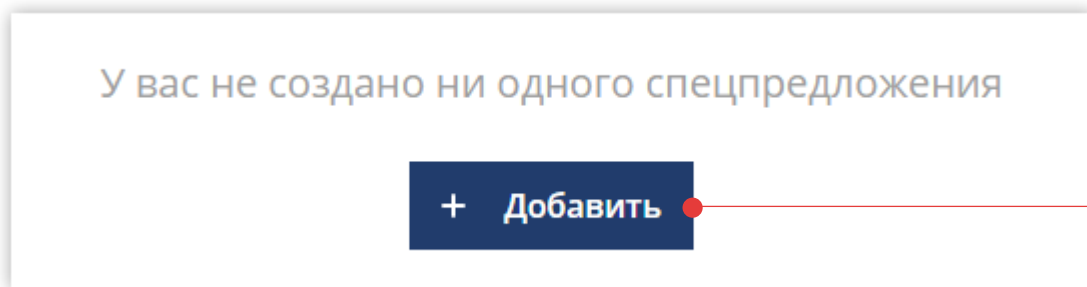 У вас не создано ни одного спецпредложения
+ Добавить